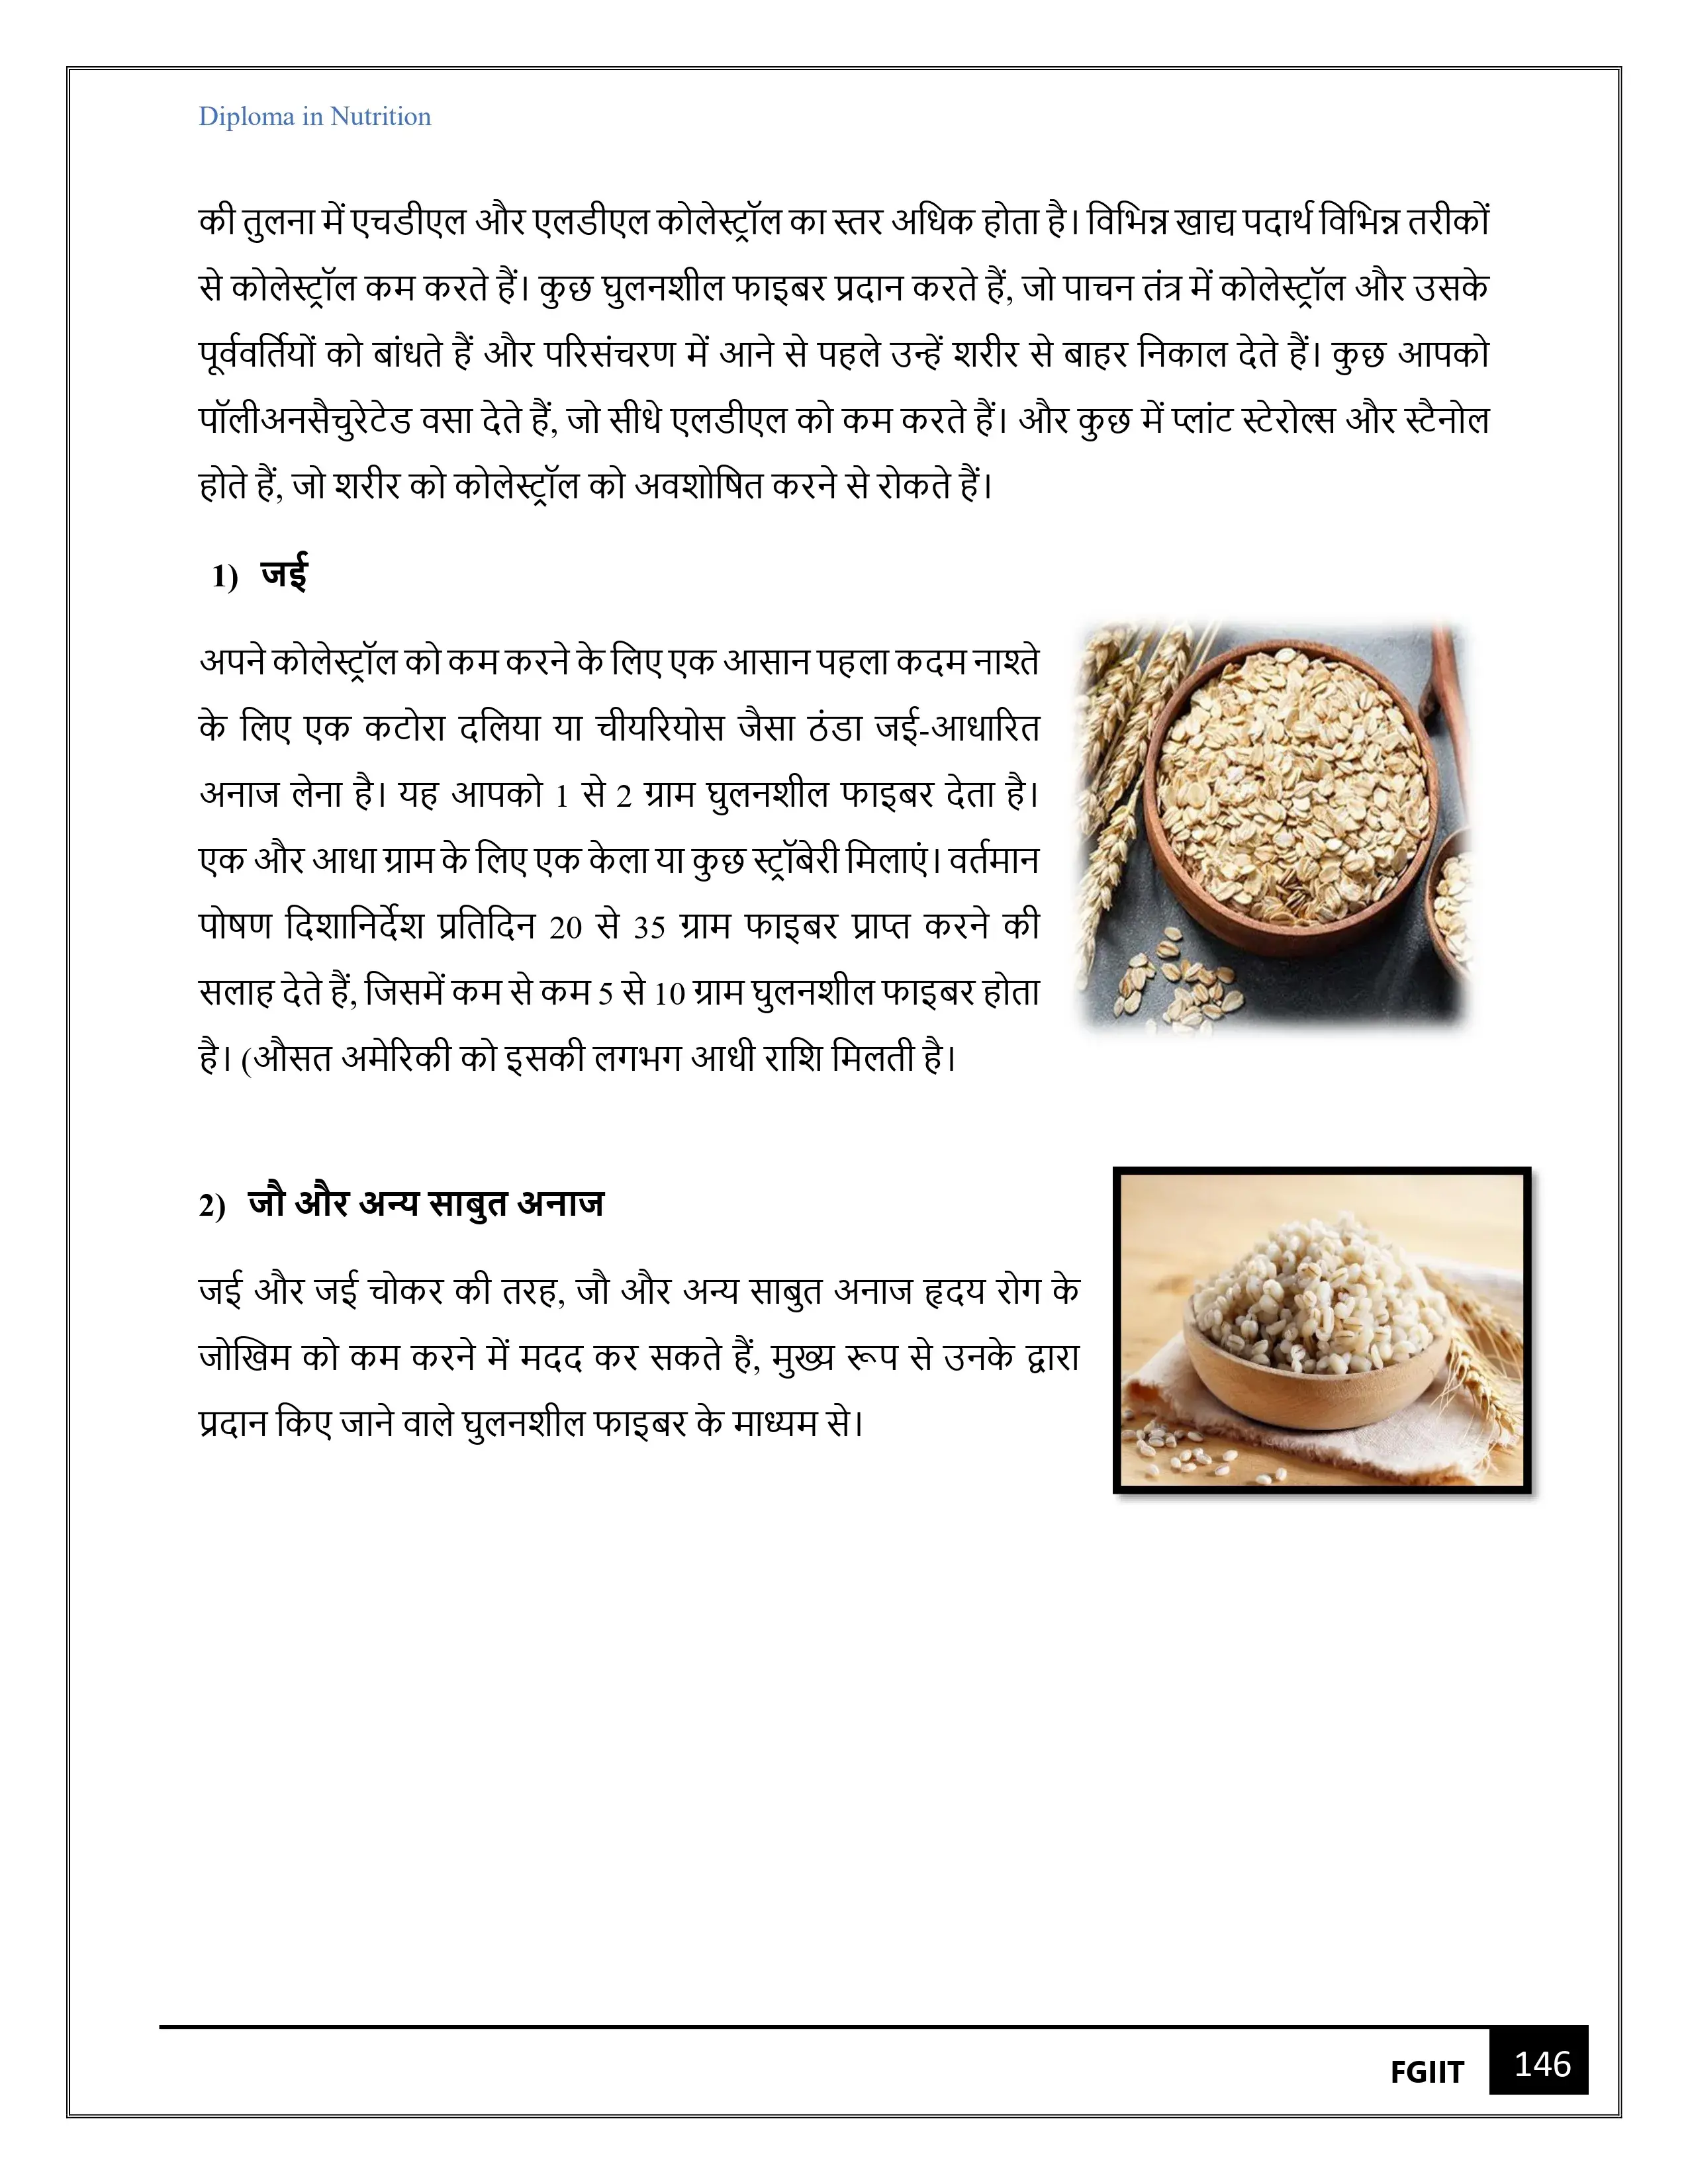 Diploma in Nutrition
की तुलना में एचडीएल और एलडीएल कोलेस्ट्रॉल का स्तर अधिक होता है। विभिन्न खाद्य पदार्थ विभिन्न तरीकों
से कोलेस्ट्रॉल कम करते हैं। कुछ घुलनशील फाइबर प्रदान करते हैं, जो पाचन तंत्र में कोलेस्ट्रॉल और उसके
पूर्ववर्तियों को बांधते हैं और परिसंचरण में आने से पहले उन्हें शरीर से बाहर निकाल देते हैं। कुछ आपको
पॉलीअनसैचुरेटेड वसा देते हैं, जो सीधे एलडीएल को कम करते हैं। और कुछ में प्लांट स्टेरोल्स और स्टैनोल
होते हैं, जो शरीर को कोलेस्ट्रॉल को अवशोषित करने से रोकते हैं।
1) जई
अपने कोलेस्ट्रॉल को कम करने के लिए एक आसान पहला कदम नाश्ते
के लिए एक कटोरा दलिया या चीयरियोस जैसा ठंडा जई-आधारित
अनाज लेना है। यह आपको 1 से 2 ग्राम घुलनशील फाइबर देता है।
एक और आधा ग्राम के लिए एक केला या कुछ स्ट्रॉबेरी मिलाएं। वर्तमान
पोषण दिशानिर्देश प्रतिदिन 20 से 35 ग्राम फाइबर प्राप्त करने की
सलाह देते हैं, जिसमें कम से कम 5 से 10 ग्राम घुलनशील फाइबर होता
है। (औसत अमेरिकी को इसकी लगभग आधी राशि मिलती है।
2) जौ और अन्य साबुत अनाज
जई और जई चोकर की तरह, जौ और अन्य साबुत अनाज हृदय रोग के
जोखिम को कम करने में मदद कर सकते हैं, मुख्य रूप से उनके द्वारा
प्रदान किए जाने वाले घुलनशील फाइबर के माध्यम से।
FGIIT 146